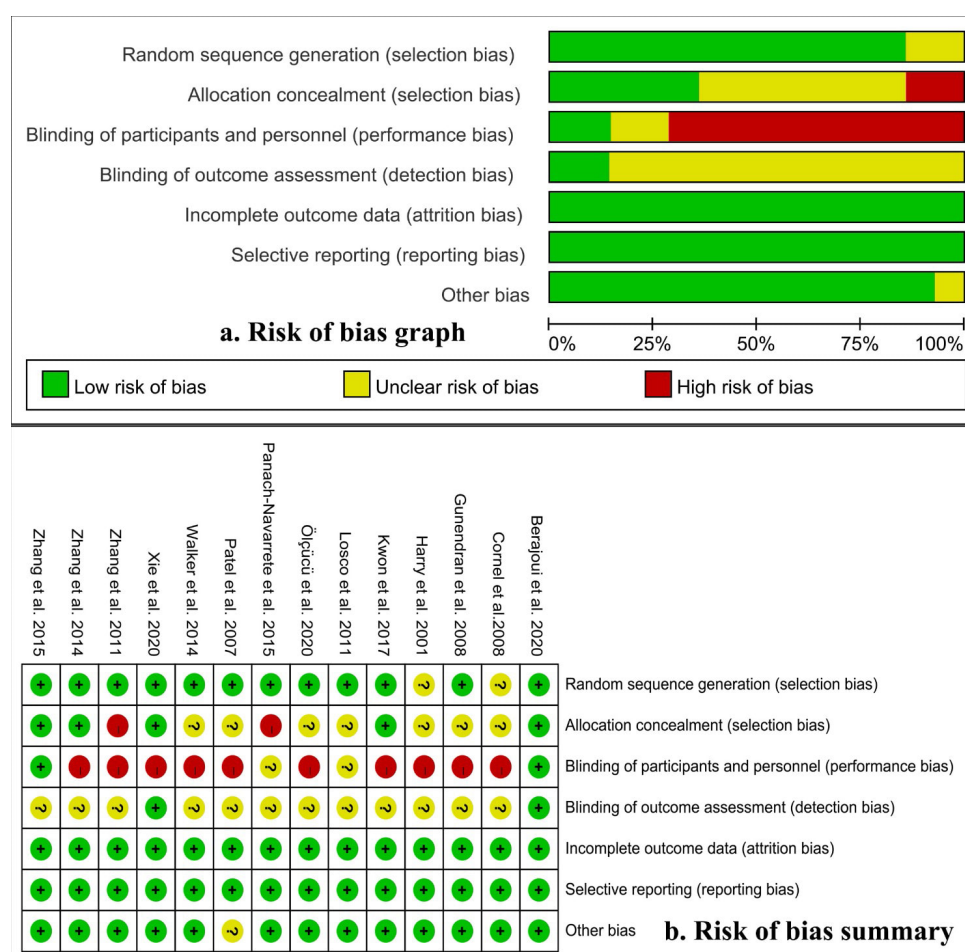 Random sequence generation (selection bias)
Allocation concealment (selection bias)
Blinding of participants and personnel (performance bias)
Blinding of outcome assessment (detection bias)
Incomplete outcome data (attrition bias)
Selective reporting (reporting bias)
Other bias
a. Risk of bias graph
0% 25% 50% 75% 100%
Low risk of bias Unclear risk of bias High risk of bias
Zhang et al. 2015
Zhang et al. 2014
Zhang et al. 2011
Xie et al. 2020
Walker et al. 2014
Patel et al. 2007
Panach-Navarrete et al. 2015
Ölçücü et al. 2020
Losco et al. 2011
Kwon et al. 2017
Harry et al. 2001
Gunendran et al. 2008
Cornel et al.2008
Berajoui et al. 2020
+ + + + + + + + + + ? + ? + Random sequence generation (selection bias)
+ + - + ? ? - ? ? + ? ? ? + Allocation concealment (selection bias)
+ - - - - - ? - ? - - - - + Blinding of participants and personnel (performance bias)
? ? ? + ? ? ? ? ? ? ? ? ? + Blinding of outcome assessment (detection bias)
+ + + + + + + + + + + + + + Incomplete outcome data (attrition bias)
+ + + + + + + + + + + + + + Selective reporting (reporting bias)
+ + + + + ? + + + + + + + + Other bias
b. Risk of bias summary